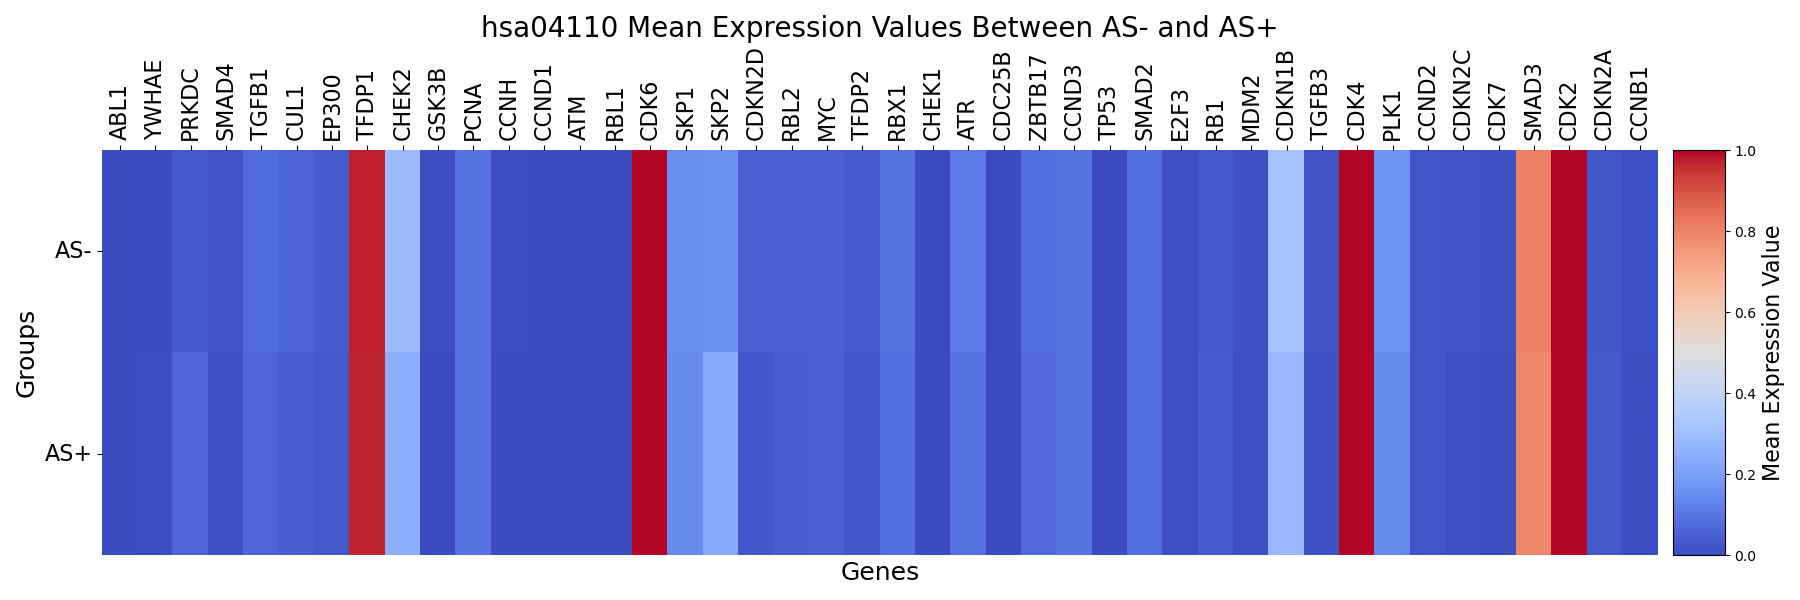 hsa04110 Mean Expression Values Between AS- and AS+
ABL1 YWHAE PRKDC SMAD4 TGFB1 CUL1 EP300 TFDP1 CHEK2 GSK3B PCNA CCNH CCND1 ATM RBL1 CDK6 SKP1 SKP2 CDKN2D RBL2 MYC TFDP2 RBX1 CHEK1 ATR CDC25B ZBTB17 CCND3 TP53 SMAD2 E2F3 RB1 MDM2 CDKN1B TGFB3 CDK4 PLK1 CCND2 CDKN2C CDK7 SMAD3 CDK2 CDKN2A CCNB1
Groups
AS-
AS+
Genes
1.0
0.8
0.6
0.4
0.2
0.0
Mean Expression Value